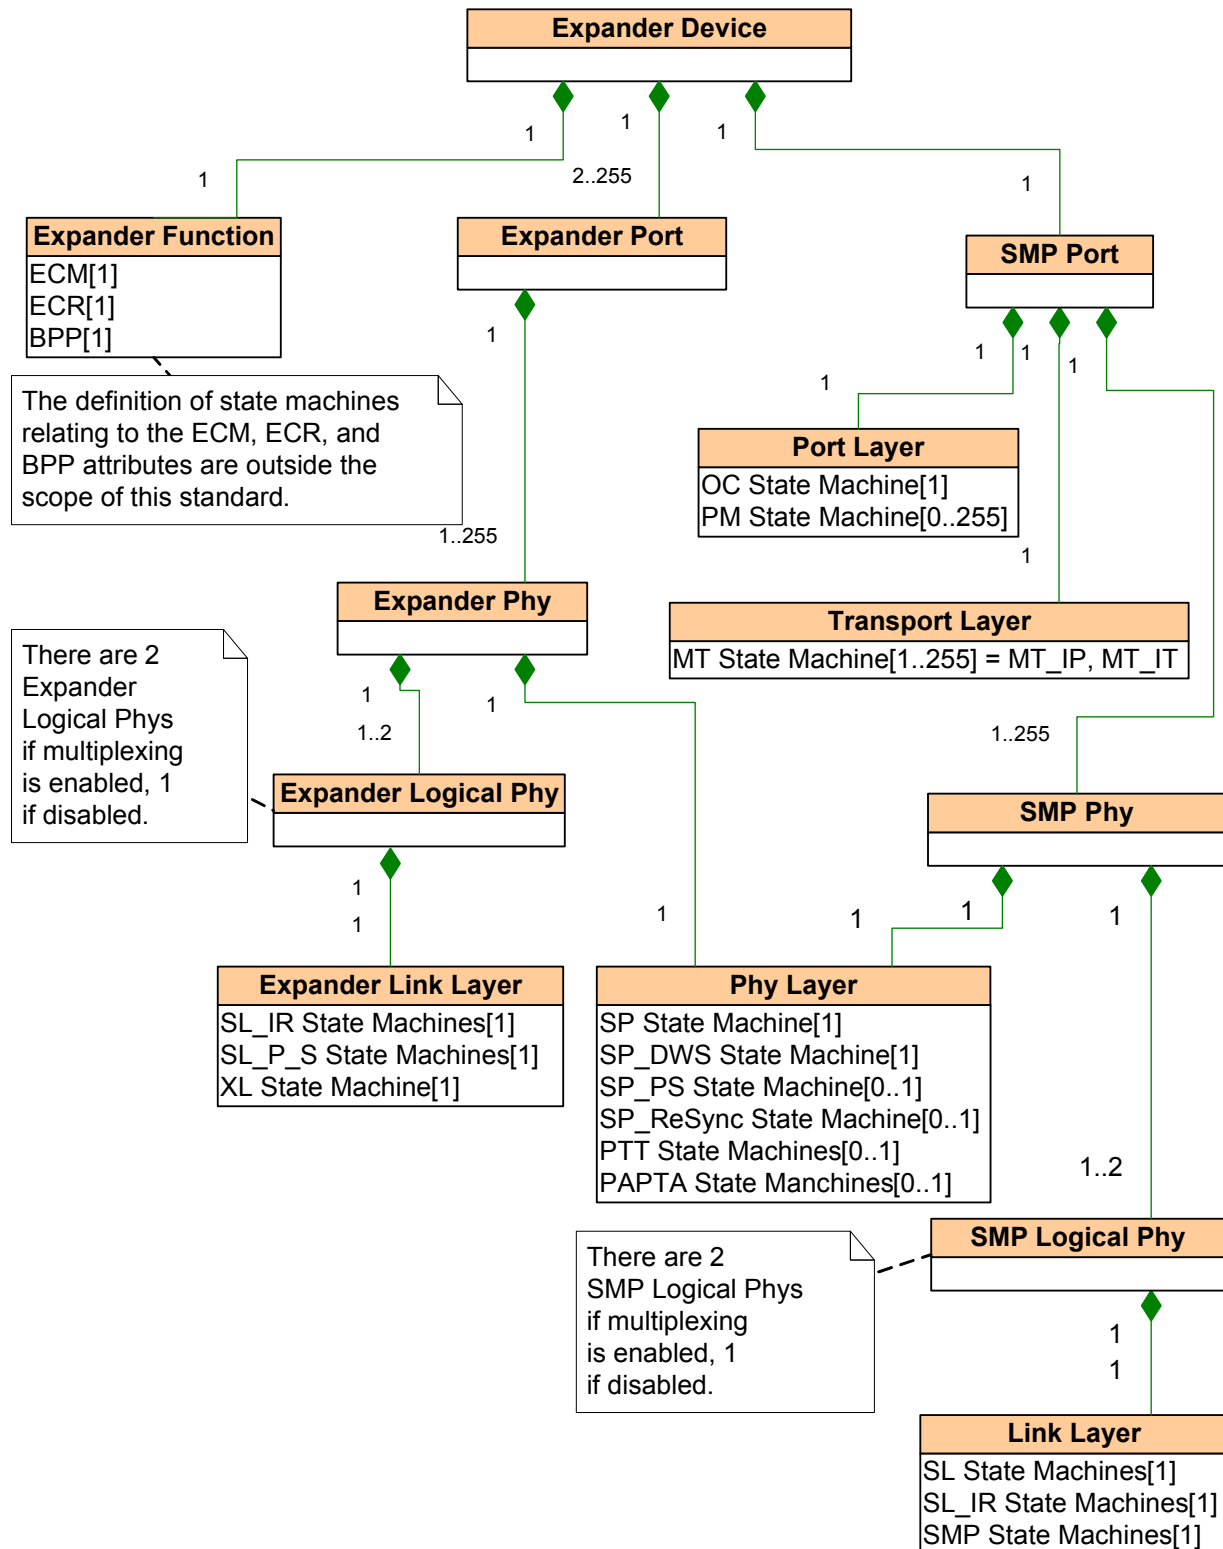 Expander Device
1
1
1
1
2..255
1
Expander Function
ECM[1]
ECR[1]
BPP[1]
Expander Port
SMP Port
The definition of state machines
relating to the ECM, ECR, and
BPP attributes are outside the
scope of this standard.
1
1..255
1
1
1
1
Port Layer
OC State Machine[1]
PM State Machine[0..255]
1
Transport Layer
MT State Machine[1..255] = MT_IP, MT_IT
1..255
Expander Phy
There are 2
Expander
Logical Phys
if multiplexing
is enabled, 1
if disabled.
1
1
1..2
Expander Logical Phy
SMP Phy
1
1
1
1
1
1
Expander Link Layer
SL_IR State Machines[1]
SL_P_S State Machines[1]
XL State Machine[1]
Phy Layer
SP State Machine[1]
SP_DWS State Machine[1]
SP_PS State Machine[0..1]
SP_ReSync State Machine[0..1]
PTT State Machines[0..1]
PAPTA State Manchines[0..1]
1..2
SMP Logical Phy
There are 2
SMP Logical Phys
if multiplexing
is enabled, 1
if disabled.
1
1
Link Layer
SL State Machines[1]
SL_IR State Machines[1]
SMP State Machines[1]